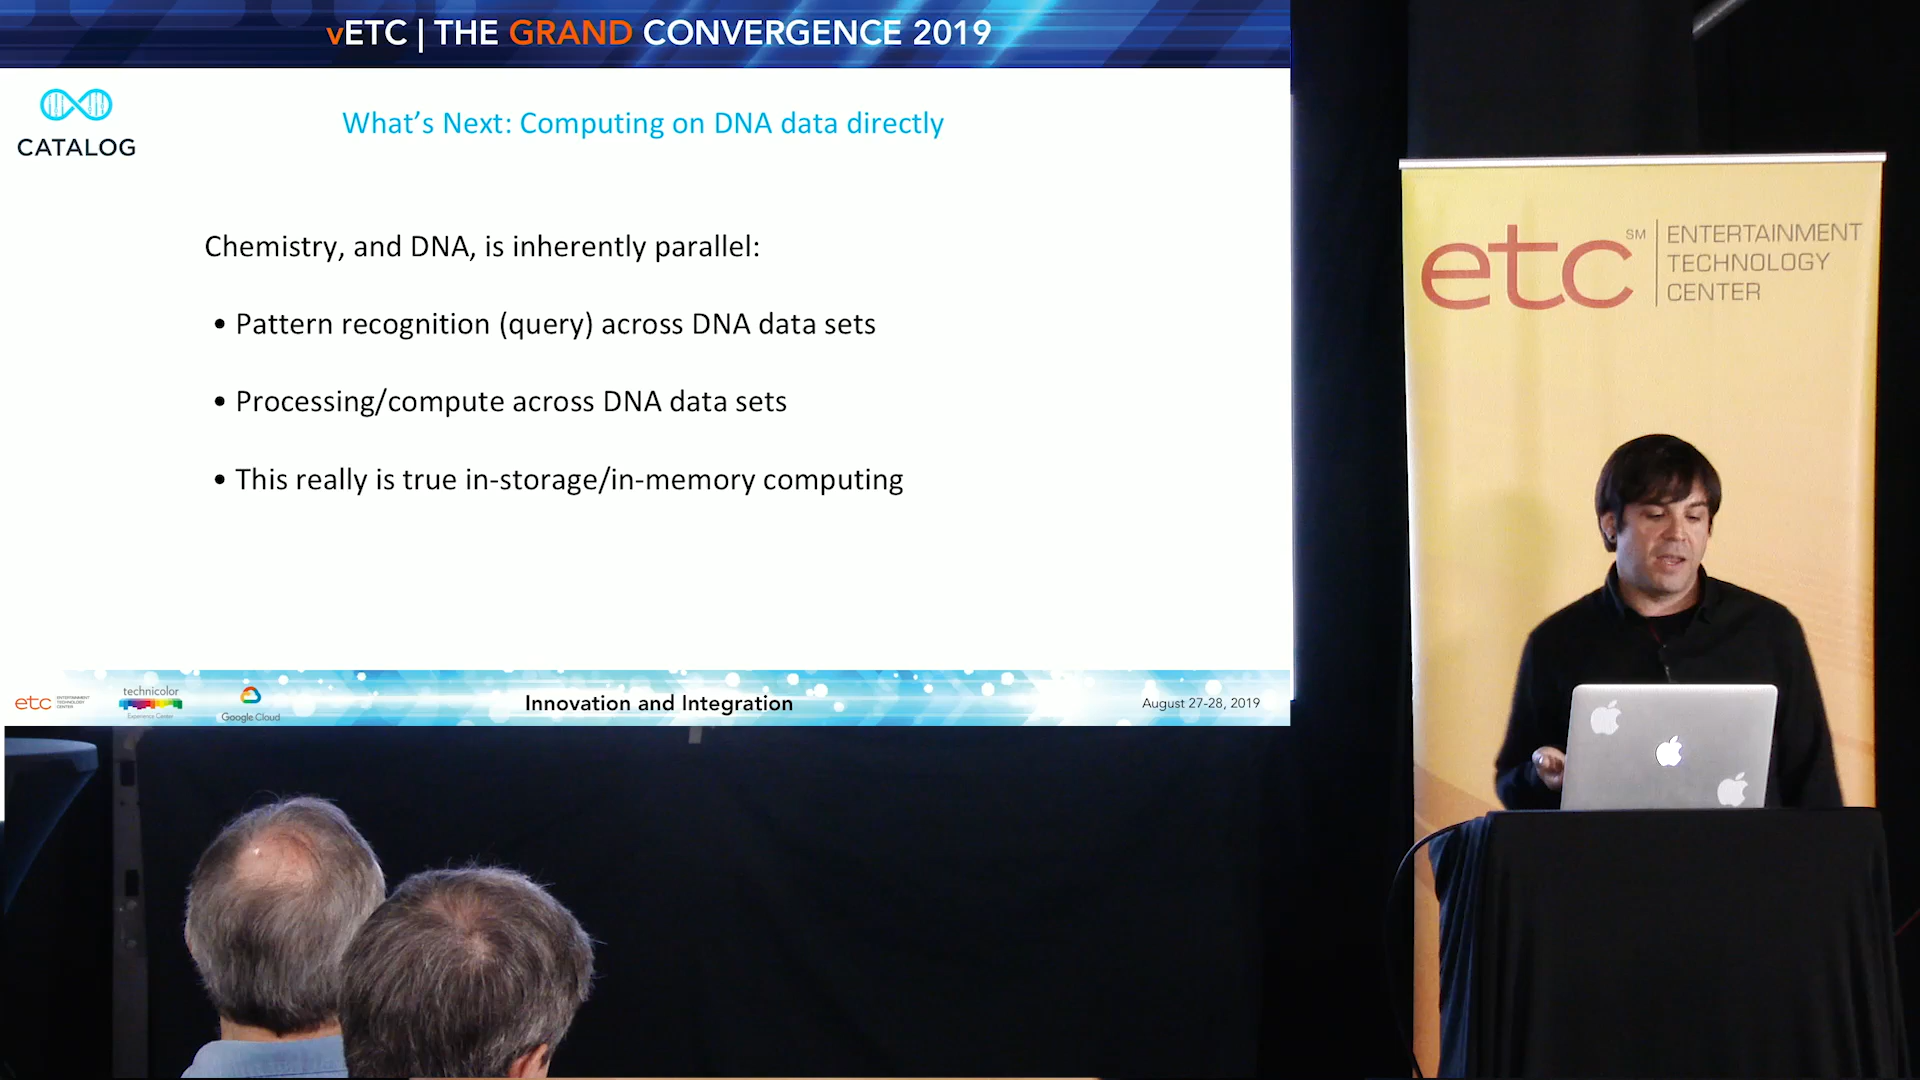 vETC | THE GRAND CONVERGENCE 2019
CATALOG
What's Next: Computing on DNA data directly
Chemistry, and DNA, is inherently parallel:
• Pattern recognition (query) across DNA data sets
• Processing/compute across DNA data sets
• This really is true in-storage/in-memory computing
etc ENTERTAINMENT
TECHNOLOGY
CENTER
technicolor
Experience Center
Google Cloud
Innovation and Integration
August 27-28, 2019
etc℠
ENTERTAINMENT
TECHNOLOGY
CENTER